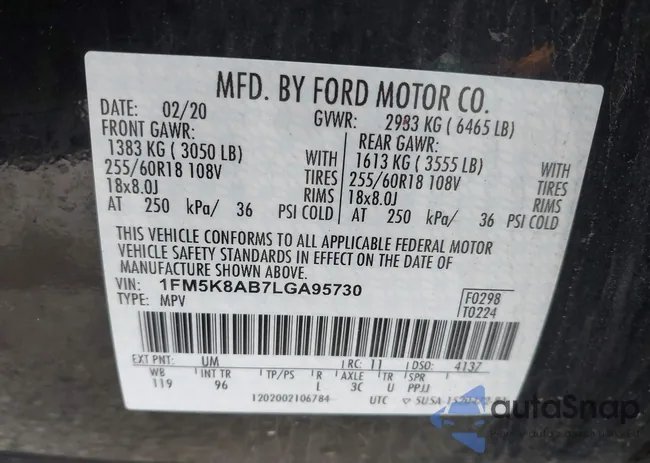 MFD. BY FORD MOTOR CO.
DATE: 02/20 GVWR: 2983 KG ( 6465 LB)
FRONT GAWR: REAR GAWR:
1383 KG ( 3050 LB) WITH 1613 KG ( 3555 LB) WITH
255/60R18 108V TIRES 255/60R18 108V TIRES
18x8.0J RIMS 18x8.0J RIMS
AT 250 kPa/ 36 PSI COLD AT 250 kPa/ 36 PSI COLD
THIS VEHICLE CONFORMS TO ALL APPLICABLE FEDERAL MOTOR
VEHICLE SAFETY STANDARDS IN EFFECT ON THE DATE OF
MANUFACTURE SHOWN ABOVE.
VIN: 1FM5K8AB7LGA95730
TYPE: MPV
F0298
T0224
EXT PNT: UM RC: 11 DSO: 4137
WB INT TR TP/PS R AXLE TR SPR
119 96 L 3C U PPJJ
1202002106784 UTC
autoSnap